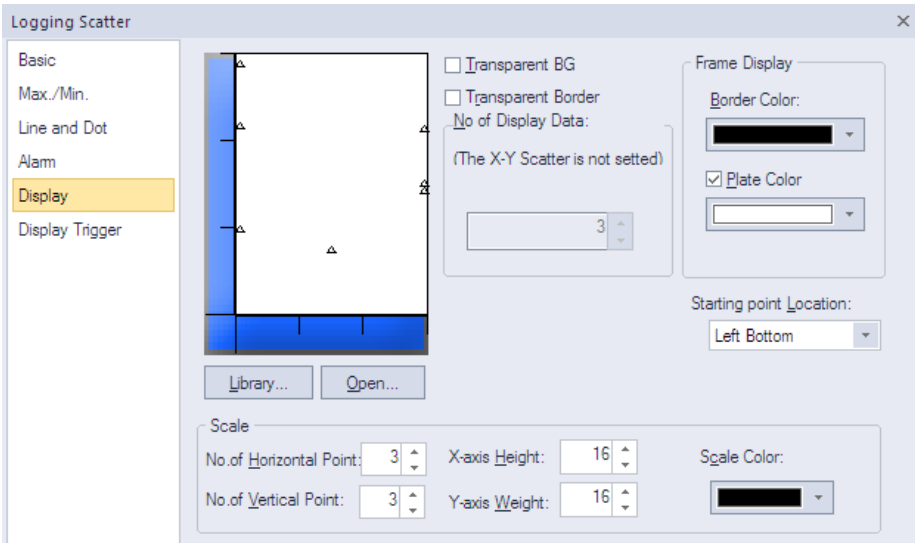 Logging Scatter
Basic
Max./Min.
Line and Dot
Alarm
Display
Display Trigger
Transparent BG
Transparent Border
No of Display Data:
(The X-Y Scatter is not setted)
3
Frame Display
Border Color:
Plate Color
Starting point Location:
Left Bottom
Library...
Open...
Scale
No.of Horizontal Point: 3
X-axis Height: 16
Scale Color:
No.of Vertical Point: 3
Y-axis Weight: 16